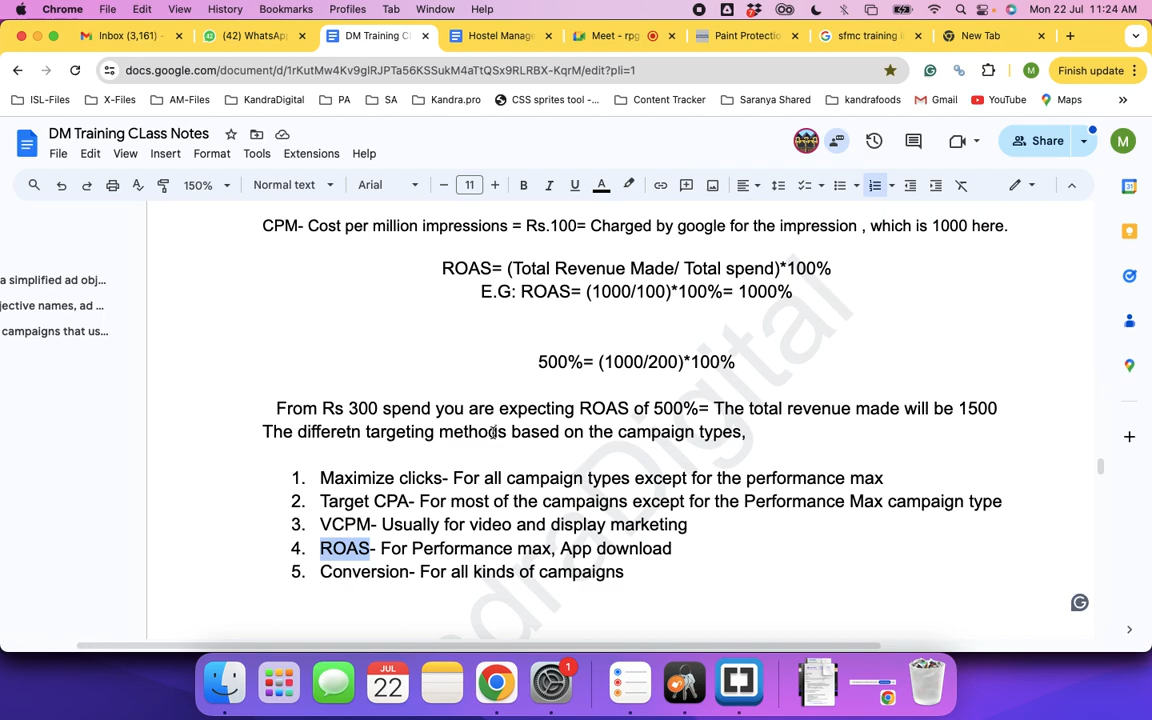 Chrome File Edit View History Bookmarks Profiles Tab Window Help Mon 22 Jul 11:24 AM
Inbox (3,161) - (42) WhatsApp DM Training C Hostel Manage Meet - rpg Paint Protectio sfmc training i New Tab
docs.google.com/document/d/1rKutMw4Kv9glRJPTa56KSSukM4aTtQSx9RLRBX-KqrM/edit?pli=1 M Finish update
ISL-Files X-Files AM-Files KandraDigital PA SA Kandra.pro CSS sprites tool -... Content Tracker Saranya Shared kandrafoods Gmail YouTube Maps
DM Training CLass Notes Share M
File Edit View Insert Format Tools Extensions Help
150% Normal text Arial 11 B I U A
CPM- Cost per million impressions = Rs.100= Charged by google for the impression , which is 1000 here.
ROAS= (Total Revenue Made/ Total spend)*100%
a simplified ad obj...
E.G: ROAS= (1000/100)*100%= 1000%
jective names, ad ...
campaigns that us...
500%= (1000/200)*100%
From Rs 300 spend you are expecting ROAS of 500%= The total revenue made will be 1500
The differetn targeting methods based on the campaign types,
1. Maximize clicks- For all campaign types except for the performance max
2. Target CPA- For most of the campaigns except for the Performance Max campaign type
3. VCPM- Usually for video and display marketing
4. ROAS- For Performance max, App download
5. Conversion- For all kinds of campaigns
ndraDigital
JUL
22
1